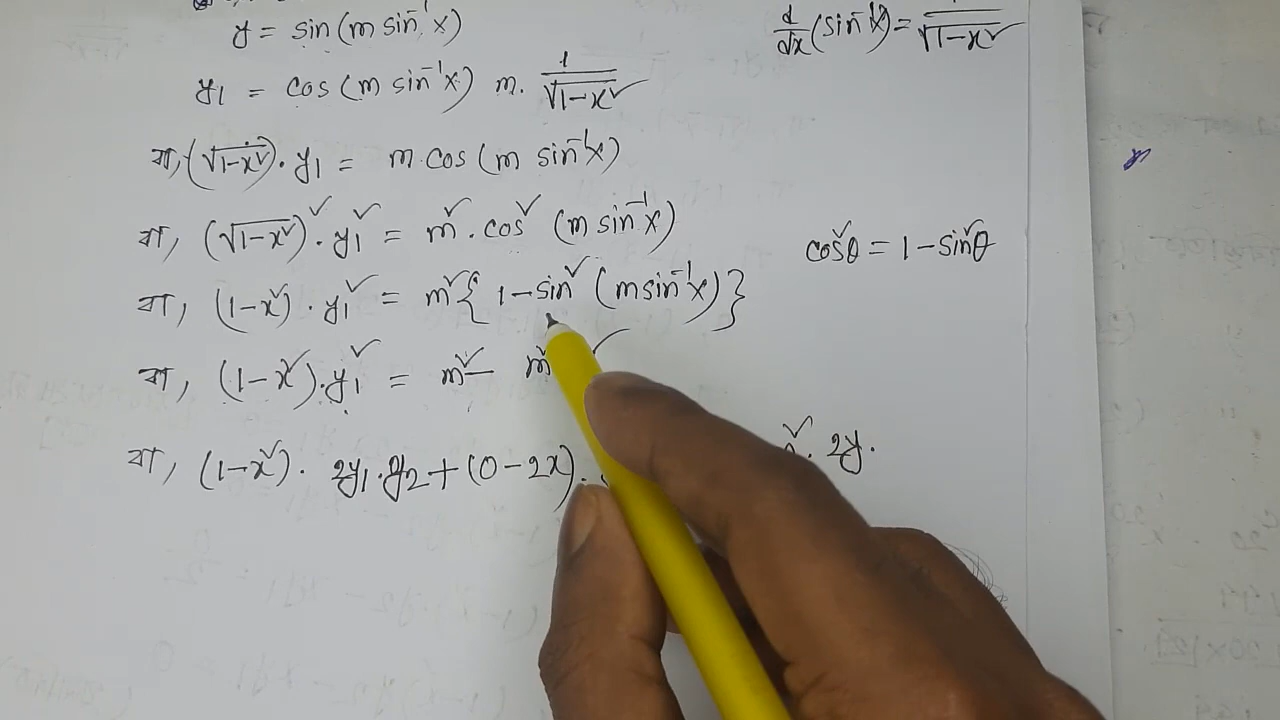 y = sin(m sin⁻¹x)
d/dx (sin⁻¹x) = 1/√(1-x²)
y₁ = cos(m sin⁻¹x) m. 1/√(1-x²)
বা, (√(1-x²)). y₁ = m cos(m sin⁻¹x)
বা, (√(1-x²))². y₁² = m². cos² (m sin⁻¹x)
cos²θ = 1 - sin²θ
বা, (1-x²). y₁² = m²{ 1 - sin² (m sin⁻¹x)}
বা, (1-x²). y₁² = m² - m²
বা, (1-x²). 2y₁.y₂ + (0-2x). . 2y.